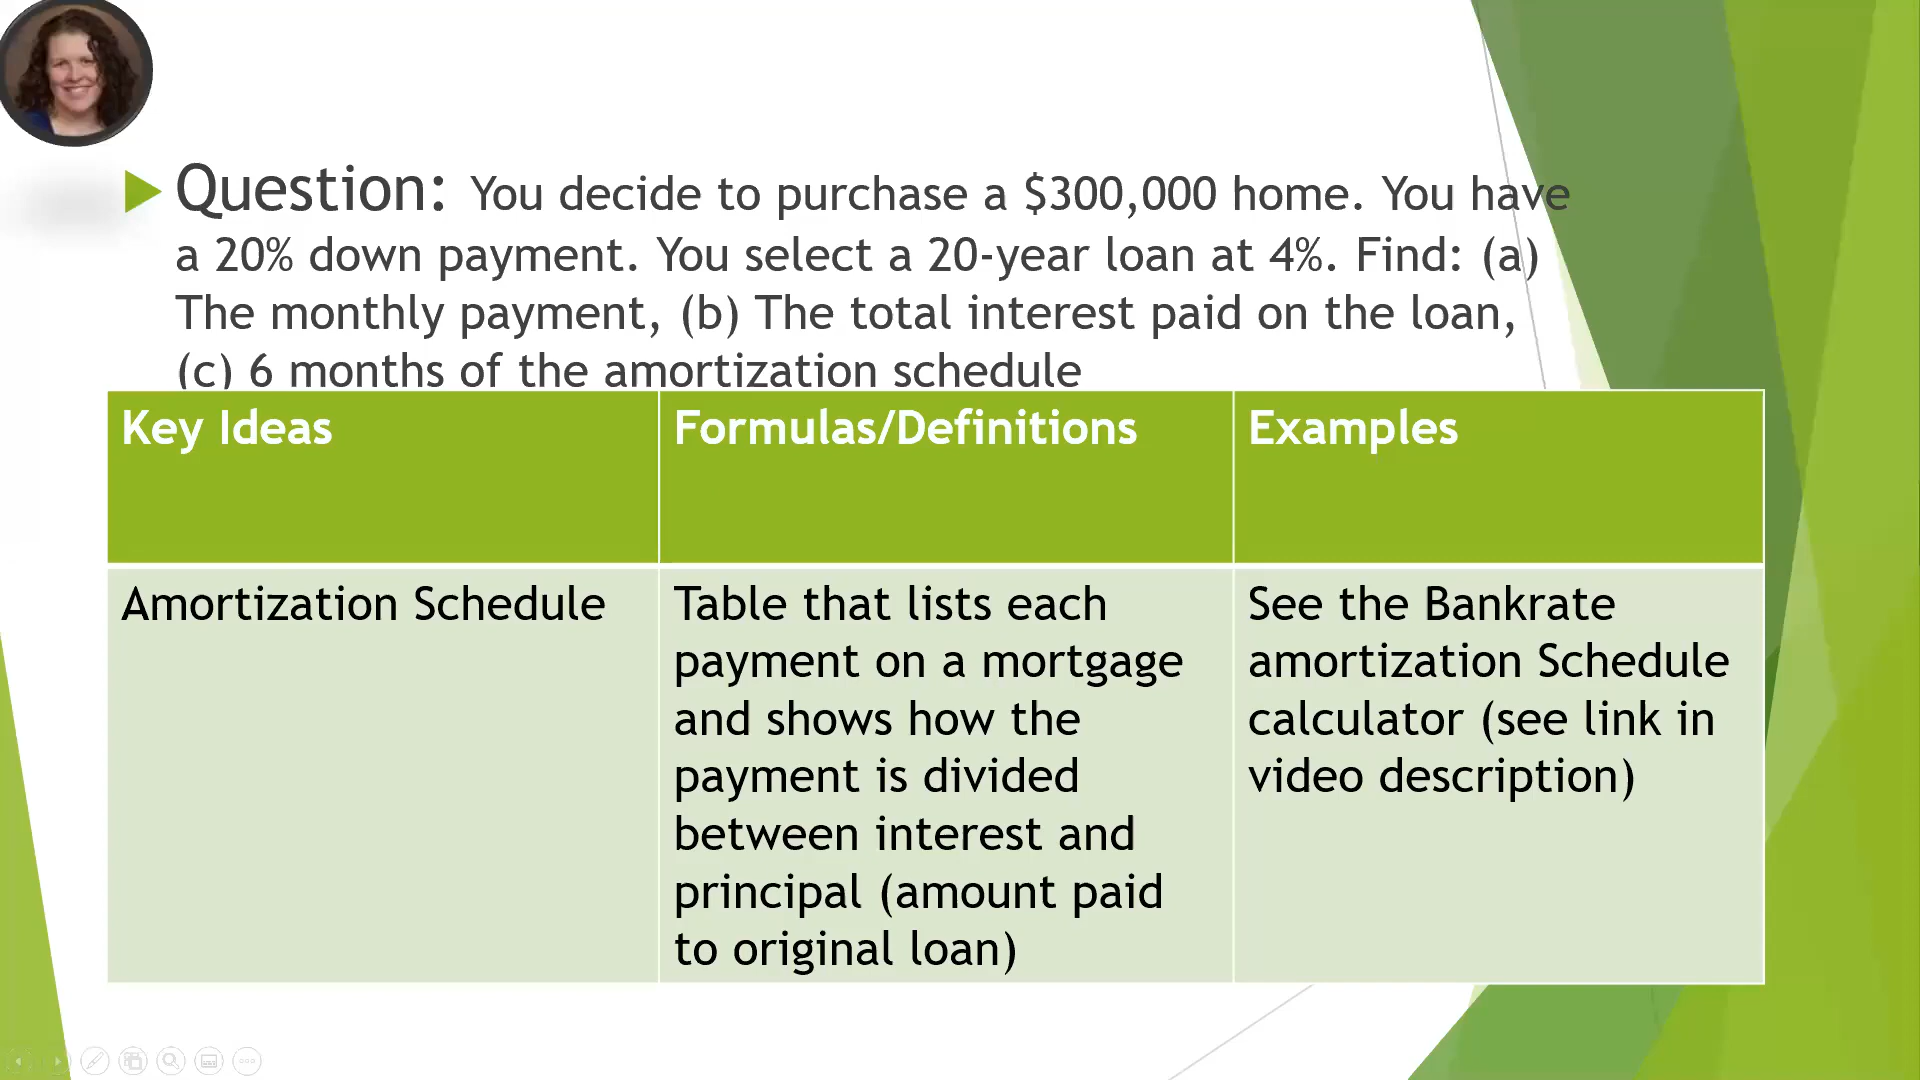 Question: You decide to purchase a $300,000 home. You have
a 20% down payment. You select a 20-year loan at 4%. Find: (a)
The monthly payment, (b) The total interest paid on the loan,
(c) 6 months of the amortization schedule
Key Ideas
Formulas/Definitions
Examples
Amortization Schedule
Table that lists each
payment on a mortgage
and shows how the
payment is divided
between interest and
principal (amount paid
to original loan)
See the Bankrate
amortization Schedule
calculator (see link in
video description)